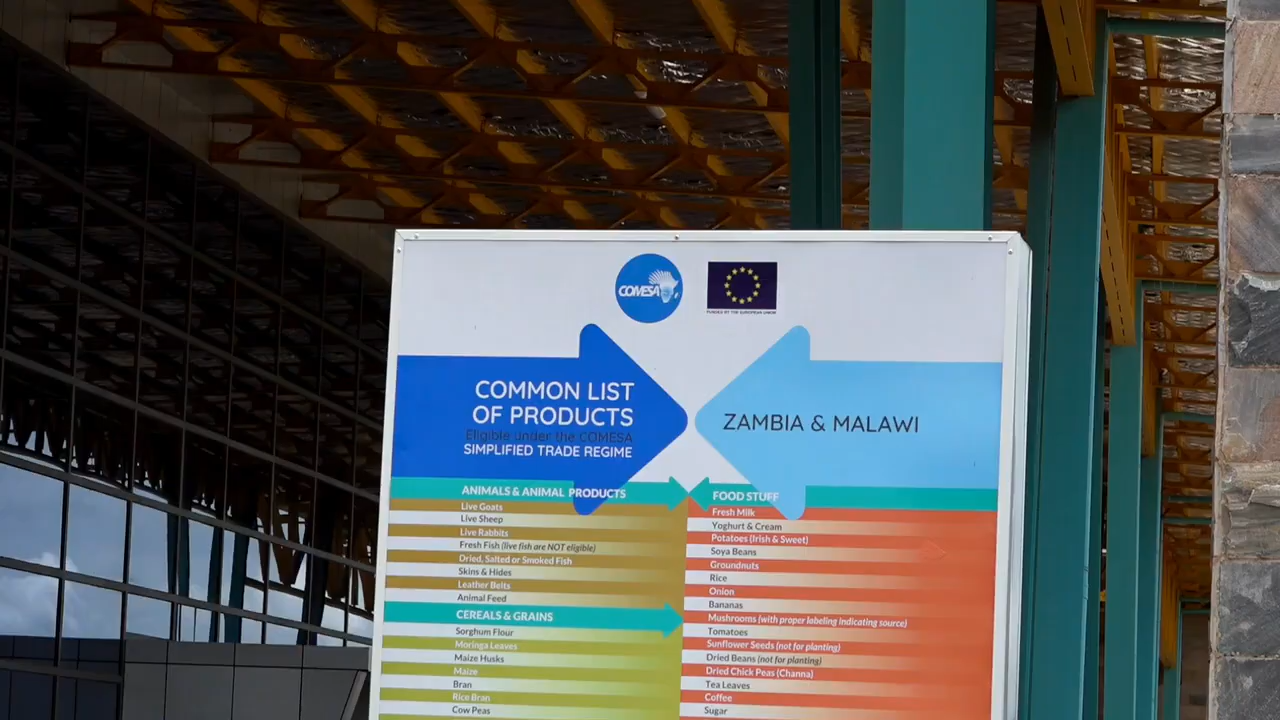 COMESA
FUNDED BY THE EUROPEAN UNION
COMMON LIST
OF PRODUCTS
Eligible under the COMESA
SIMPLIFIED TRADE REGIME
ZAMBIA & MALAWI
ANIMALS & ANIMAL PRODUCTS
Live Goats
Live Sheep
Live Rabbits
Fresh Fish (live fish are NOT eligible)
Dried, Salted or Smoked Fish
Skins & Hides
Leather Belts
Animal Feed
CEREALS & GRAINS
Sorghum Flour
Moringa Leaves
Maize Husks
Maize
Bran
Rice Bran
Cow Peas
FOOD STUFF
Fresh Milk
Yoghurt & Cream
Potatoes (Irish & Sweet)
Soya Beans
Groundnuts
Rice
Onion
Bananas
Mushrooms (with proper labeling indicating source)
Tomatoes
Sunflower Seeds (not for planting)
Dried Beans (not for planting)
Dried Chick Peas (Channa)
Tea Leaves
Coffee
Sugar